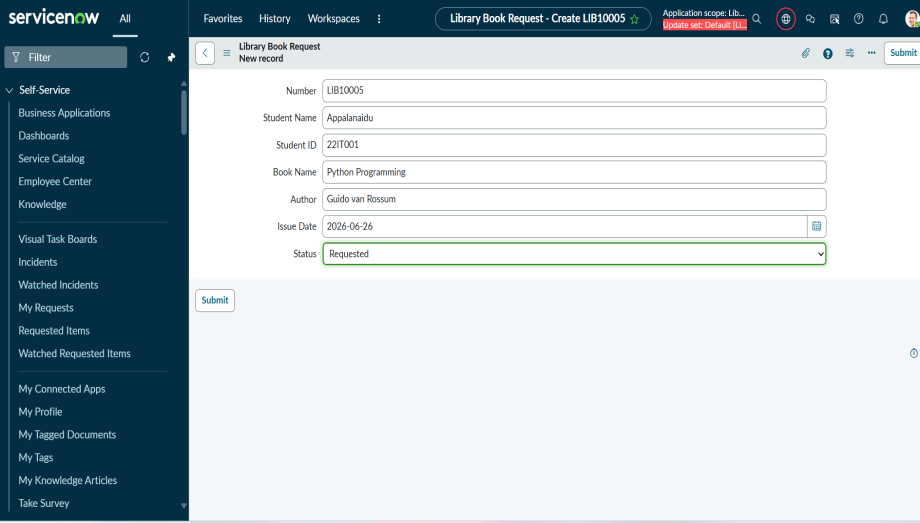 servicenow
All
Favorites
History
Workspaces
Library Book Request - Create LIB10005
Application scope: Lib...
Update set: Default [Li...
Filter
Library Book Request
New record
Submit
Self-Service
Business Applications
Dashboards
Service Catalog
Employee Center
Knowledge
Visual Task Boards
Incidents
Watched Incidents
My Requests
Requested Items
Watched Requested Items
My Connected Apps
My Profile
My Tagged Documents
My Tags
My Knowledge Articles
Take Survey
Number LIB10005
Student Name Appalanaidu
Student ID 22IT001
Book Name Python Programming
Author Guido van Rossum
Issue Date 2026-06-26
Status Requested
Submit